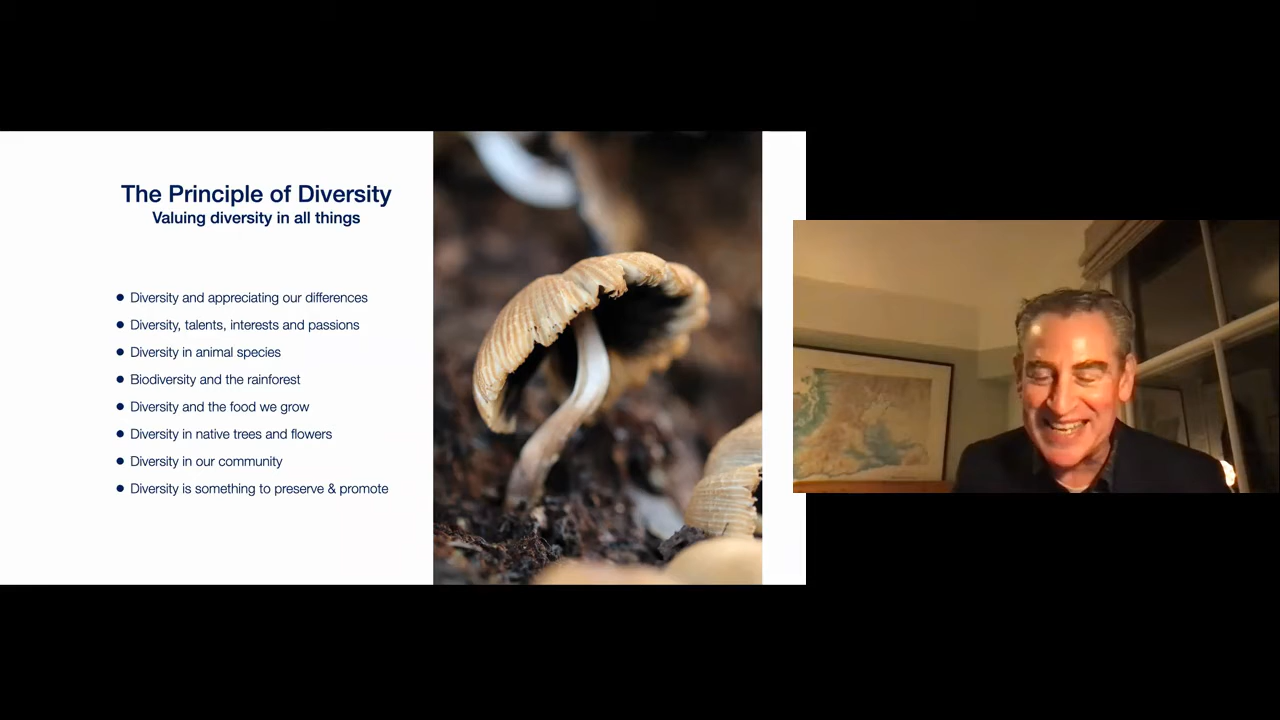 The Principle of Diversity
Valuing diversity in all things
● Diversity and appreciating our differences
● Diversity, talents, interests and passions
● Diversity in animal species
● Biodiversity and the rainforest
● Diversity and the food we grow
● Diversity in native trees and flowers
● Diversity in our community
● Diversity is something to preserve & promote